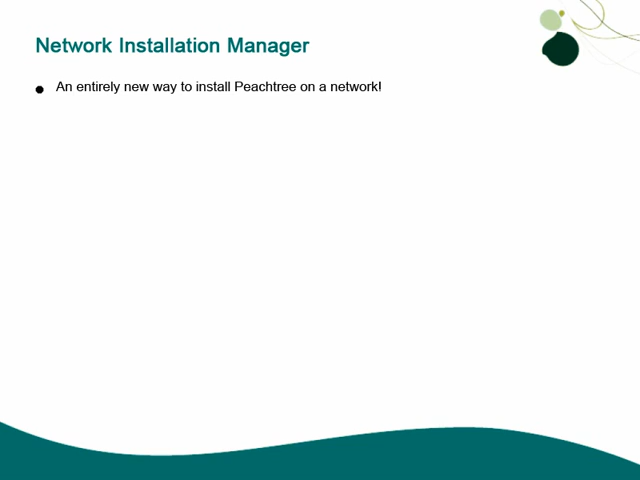 Network Installation Manager
An entirely new way to install Peachtree on a network!